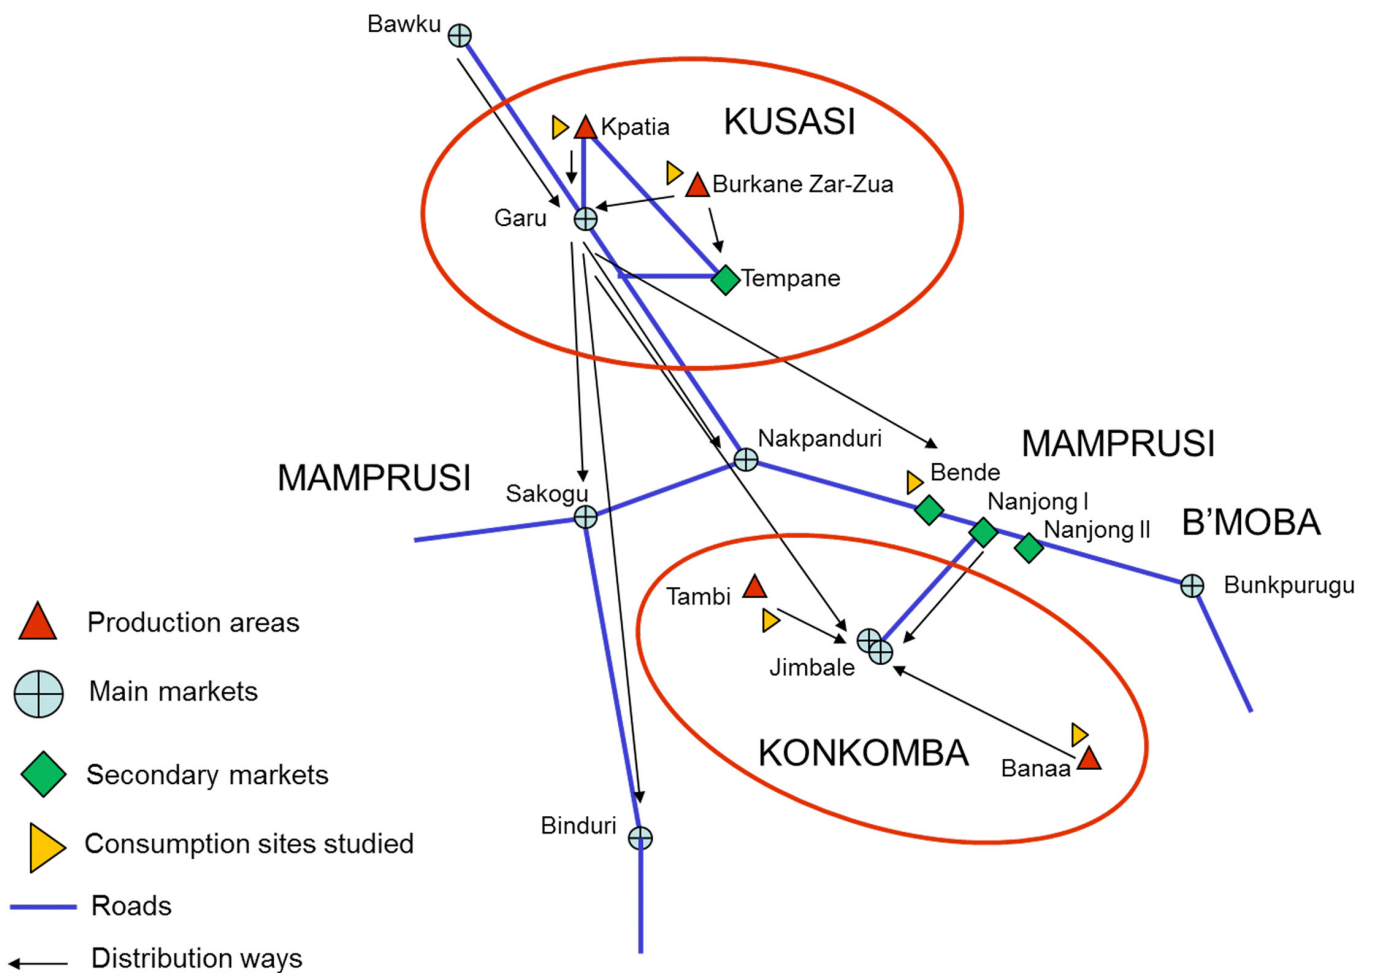 Bawku
KUSASI
Kpatia
Burkane Zar-Zua
Garu
Tempane
Nakpanduri
MAMPRUSI
MAMPRUSI
Bende
Sakogu
Nanjong I
B’MOBA
Nanjong II
Bunkpurugu
Tambi
Jimbale
KONKOMBA
Banaa
Binduri
Production areas
Main markets
Secondary markets
Consumption sites studied
Roads
Distribution ways